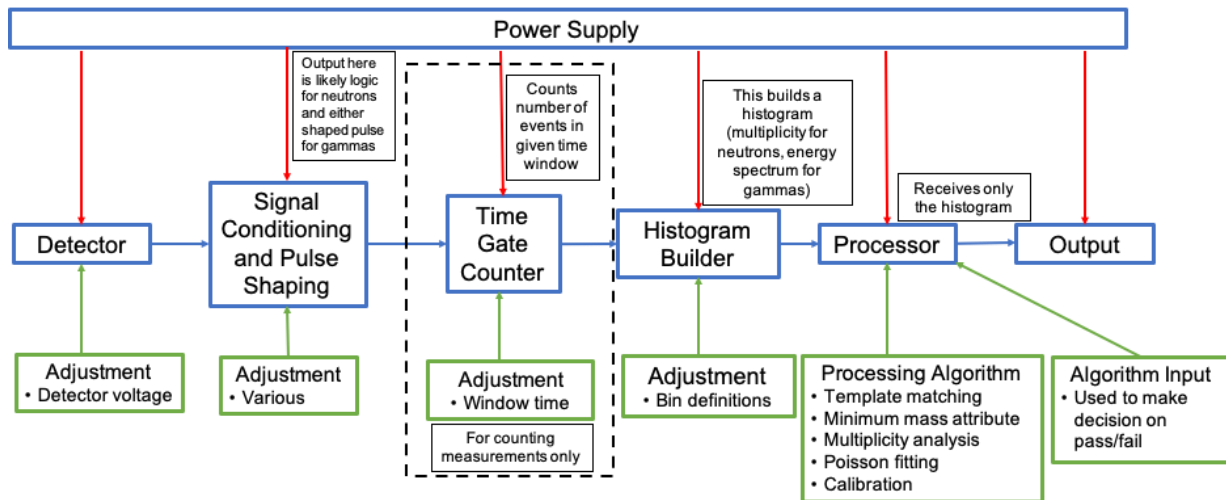 Power Supply
Output here
is likely logic
for neutrons
and either
shaped pulse
for gammas
Counts
number of
events in
given time
window
This builds a
histogram
(multiplicity for
neutrons, energy
spectrum for
gammas)
Receives only
the histogram
Detector
Signal
Conditioning
and Pulse
Shaping
Time
Gate
Counter
Histogram
Builder
Processor
Output
Adjustment
• Detector voltage
Adjustment
• Various
Adjustment
• Window time
For counting
measurements only
Adjustment
• Bin definitions
Processing Algorithm
• Template matching
• Minimum mass attribute
• Multiplicity analysis
• Poisson fitting
• Calibration
Algorithm Input
• Used to make
decision on
pass/fail